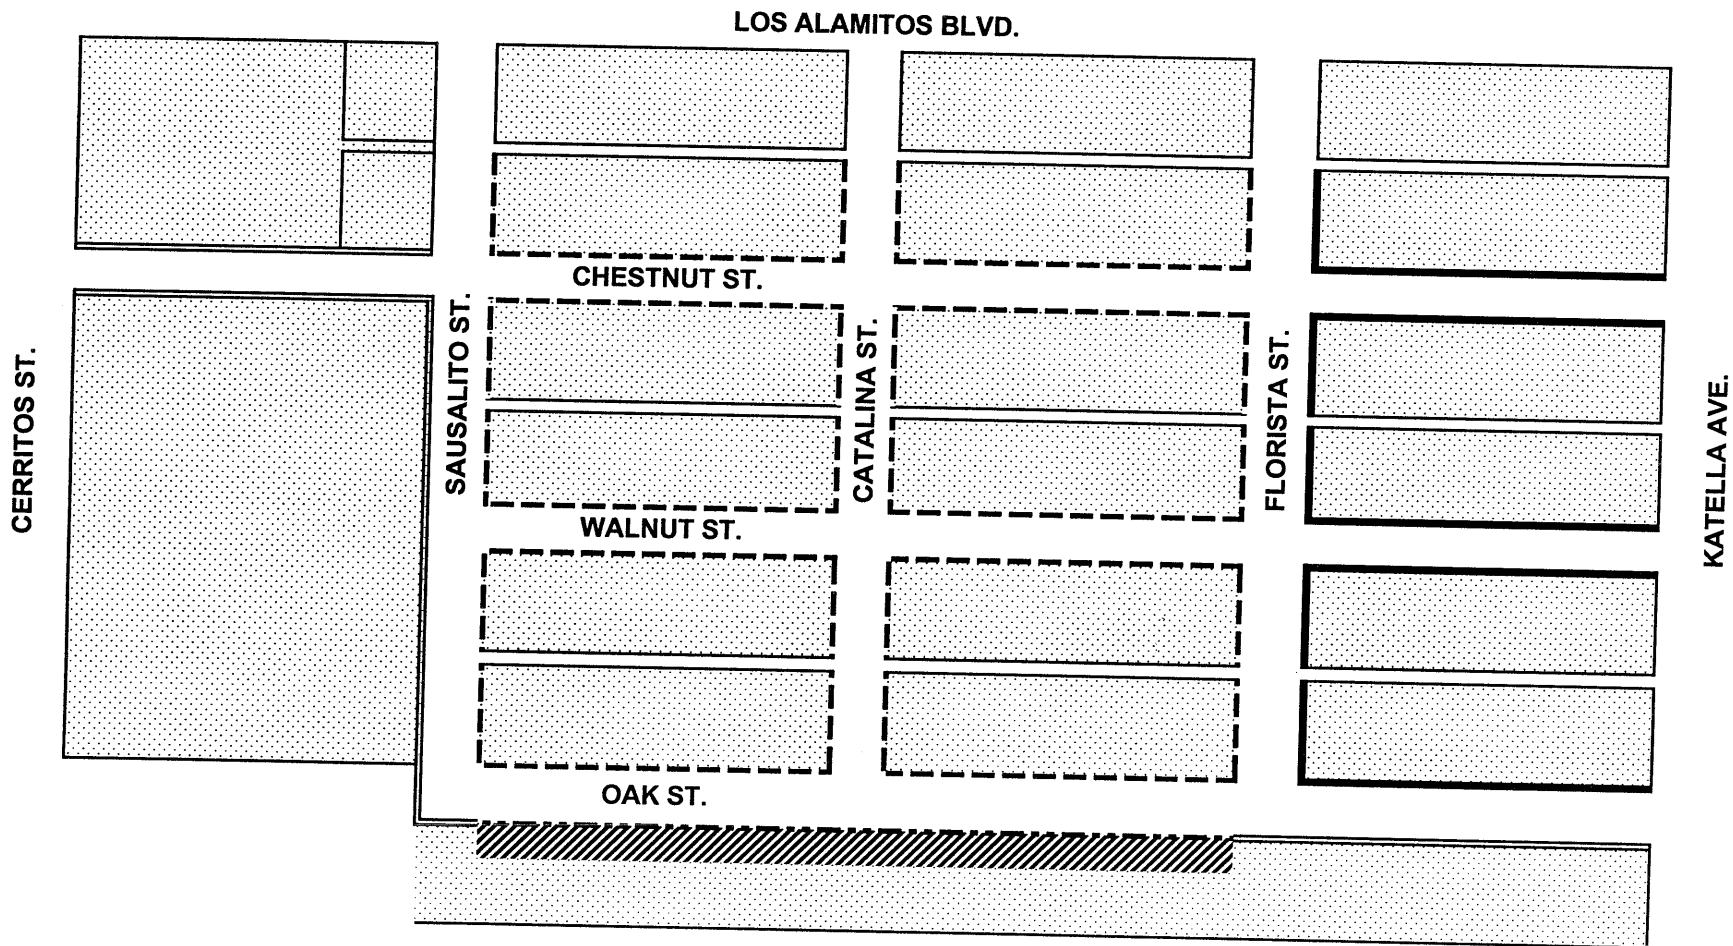 LOS ALAMITOS BLVD.
CHESTNUT ST.
CERRITOS ST.
SAUSALITO ST.
CATALINA ST.
FLORISTA ST.
KATELLA AVE.
WALNUT ST.
OAK ST.